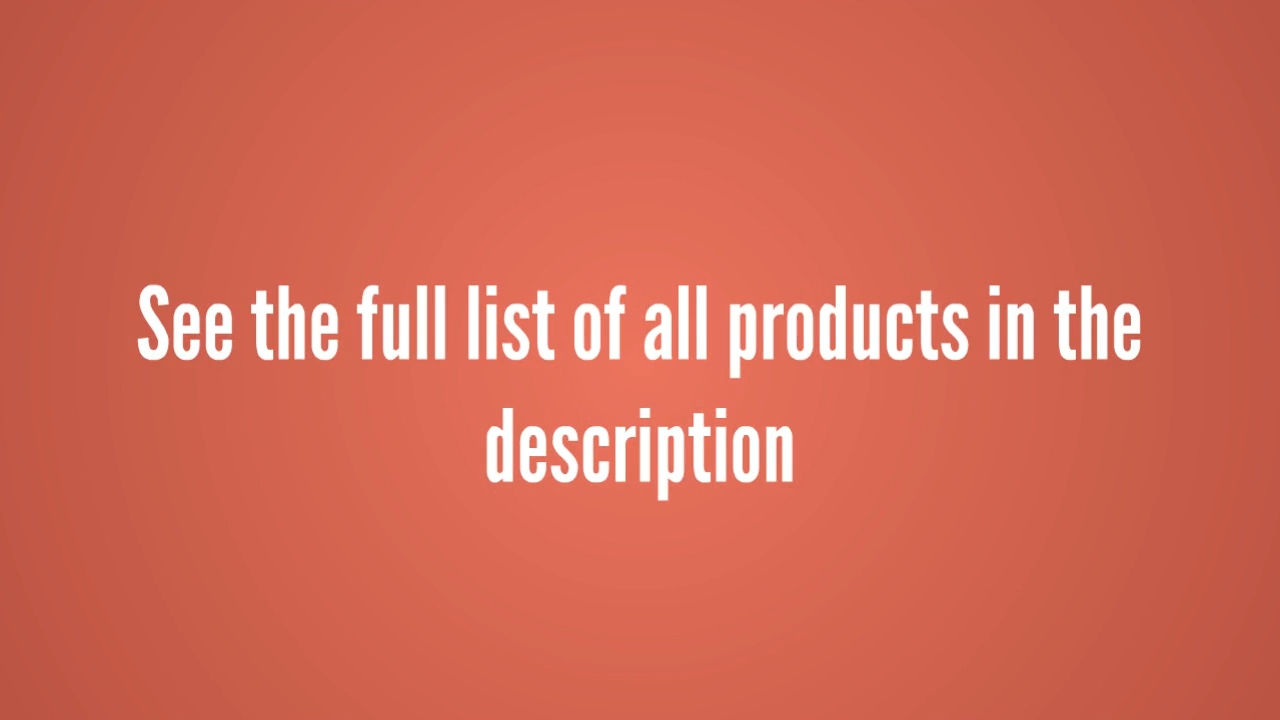 See the full list of all products in the
description